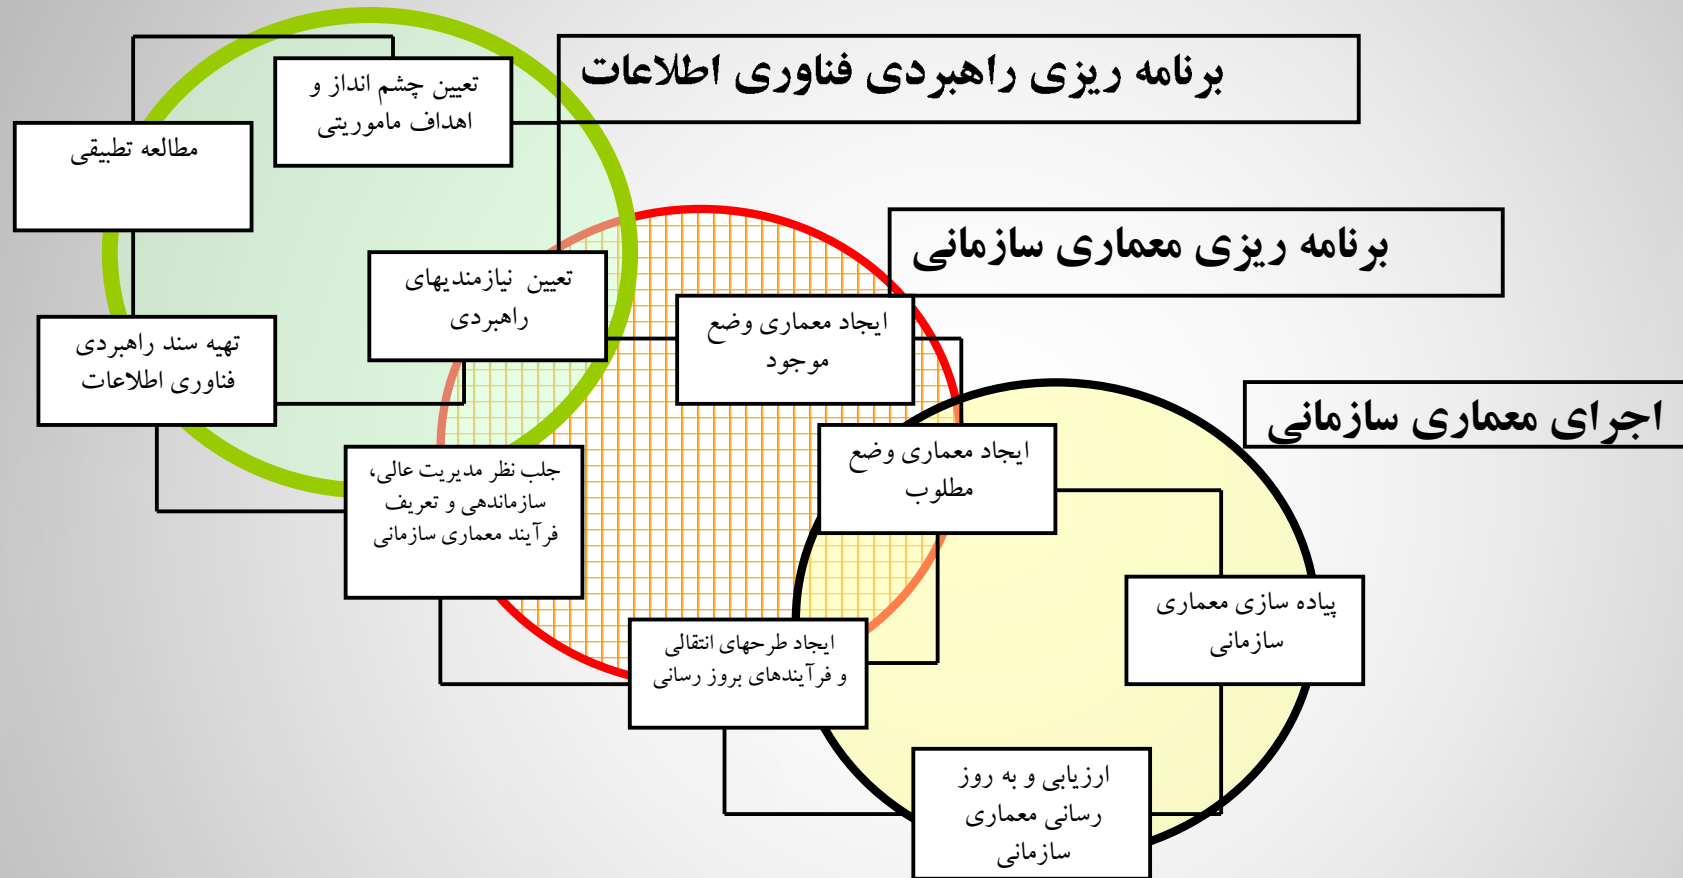 برنامه ریزی راهبردی فناوری اطلاعات
تعیین چشم انداز و
اهداف ماموریتی
مطالعه تطبیقی
برنامه ریزی معماری سازمانی
تعیین نیازمندیهای
راهبردی
ایجاد معماری وضع
موجود
تهیه سند راهبردی
فناوری اطلاعات
اجرای معماری سازمانی
ایجاد معماری وضع
مطلوب
جلب نظر مدیریت عالی،
سازماندهی و تعریف
فرآیند معماری سازمانی
پیاده سازی معماری
سازمانی
ایجاد طرحهای انتقالی
و فرآیندهای بروز رسانی
ارزیابی و به روز
رسانی معماری
سازمانی